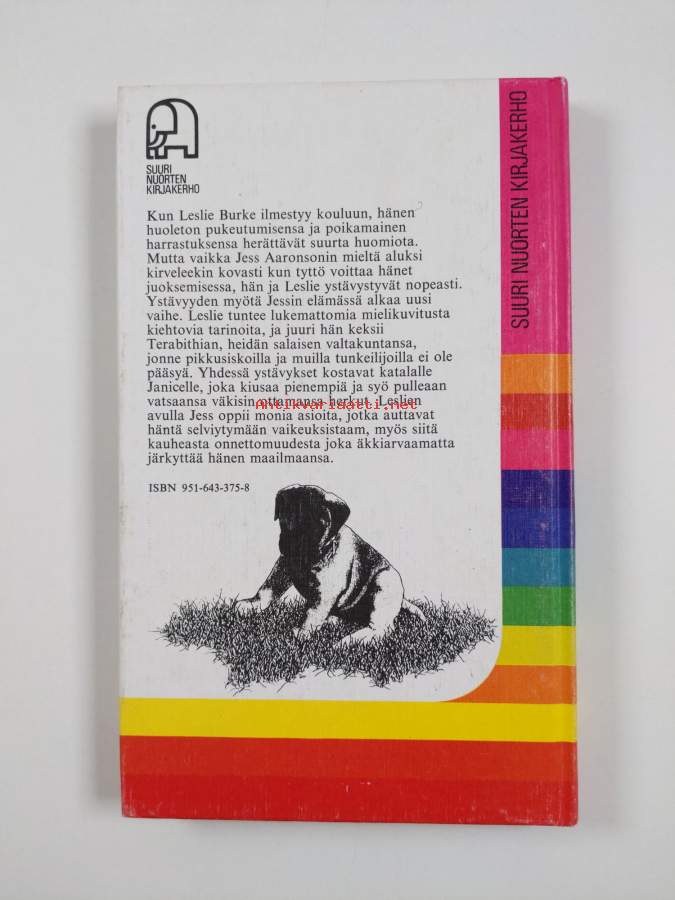 SUURI
NUORTEN
KIRJAKERHO
Kun Leslie Burke ilmestyy kouluun, hänen
huoleton pukeutumisensa ja poikamainen
harrastuksensa herättävät suurta huomiota.
Mutta vaikka Jess Aaronsonin mieltä aluksi
kirveleekin kovasti kun tyttö voittaa hänet
juoksemisessa, hän ja Leslie ystävystyvät nopeasti.
Ystävyyden myötä Jessin elämässä alkaa uusi
vaihe. Leslie tuntee lukemattomia mielikuvitusta
kiehtovia tarinoita, ja juuri hän keksii
Terabithian, heidän salaisen valtakuntansa,
jonne pikkusiskoilla ja muilla tunkeilijoilla ei ole
pääsyä. Yhdessä ystävykset kostavat katalalle
Janicelle, joka kiusaa pienempiä ja syö pulleaan
vatsaansa väkisin ottamansa herkut. Leslien
avulla Jess oppii monia asioita, jotka auttavat
häntä selviytymään vaikeuksistaam, myös siitä
kauheasta onnettomuudesta joka äkkiarvaamatta
järkyttää hänen maailmaansa.
ISBN 951-643-375-8
SUURI NUORTEN KIRJAKERHO
Antikvariaatti.net